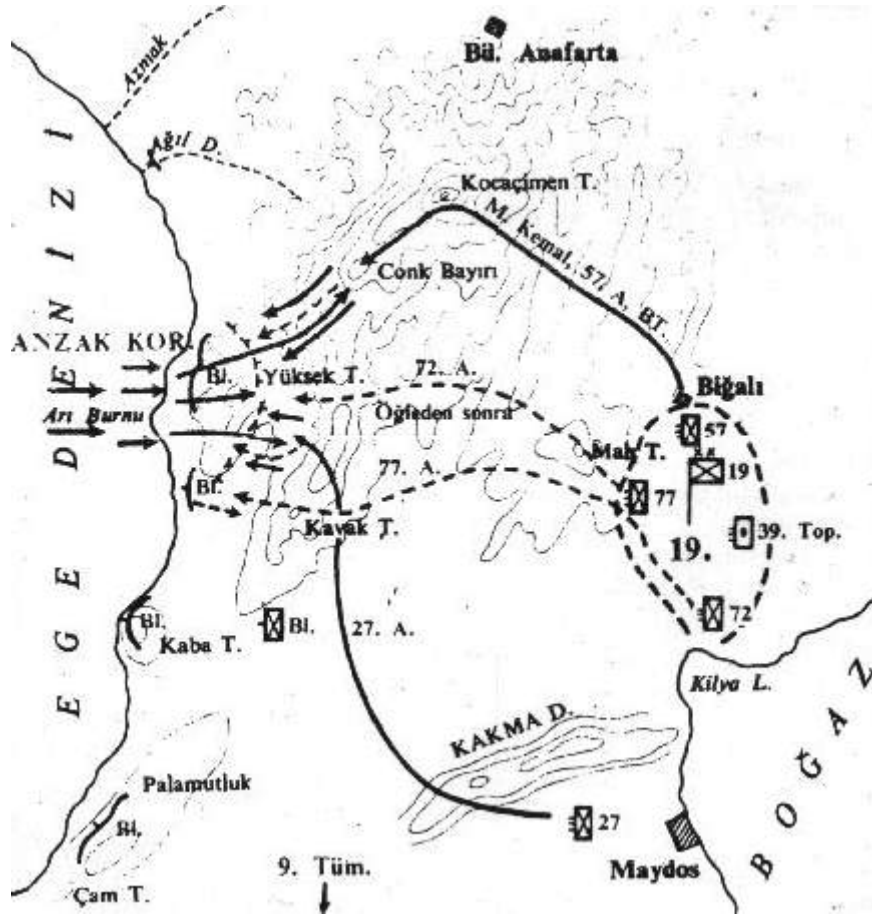 Bü. Anafarta
Azmak
Ağıl D.
Kocaçimen T.
M. Kemal, 57. A, BT.
Conk Bayırı
ANZAK KOR.
Bl.
Yüksek T.
72. A.
Öğleden sonra
Arı Burnu
Biğalı
57
Mal T.
19
77. A.
77
Bl.
Kavak T.
19.
39. Top.
72
Bl.
Kaba T.
Bl.
27. A.
Kilya L.
KAKMA D.
Palamutluk
Bl.
27
Maydos
Çam T.
9. Tüm.
EGE DENİZİ
BOĞAZ